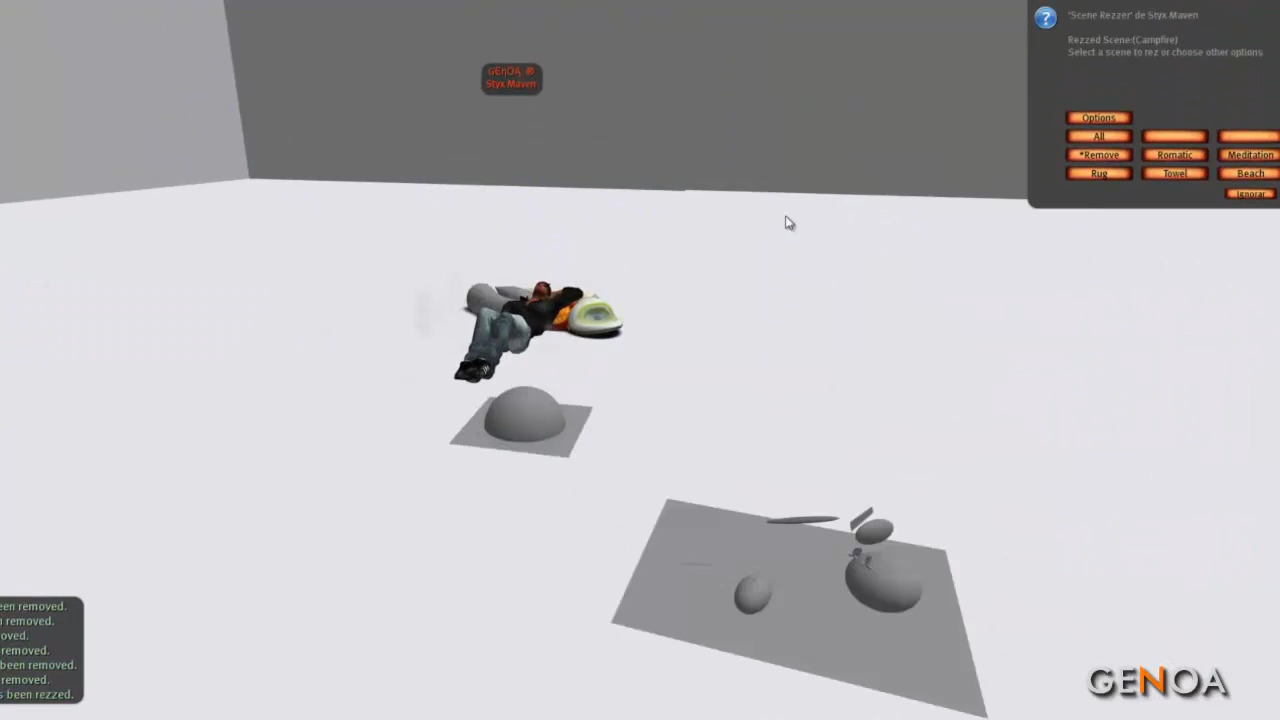 'Scene Rezzer' de Styx Maven
Rezzed Scene:(Campfire)
Select a scene to rez or choose other options
Options
All
*Remove Romatic Meditation
Rug Towel Beach
Ignorar
GEnOA ®
Styx Maven
een removed.
n removed.
oved.
removed.
been removed.
removed.
s been rezzed.
GENOA